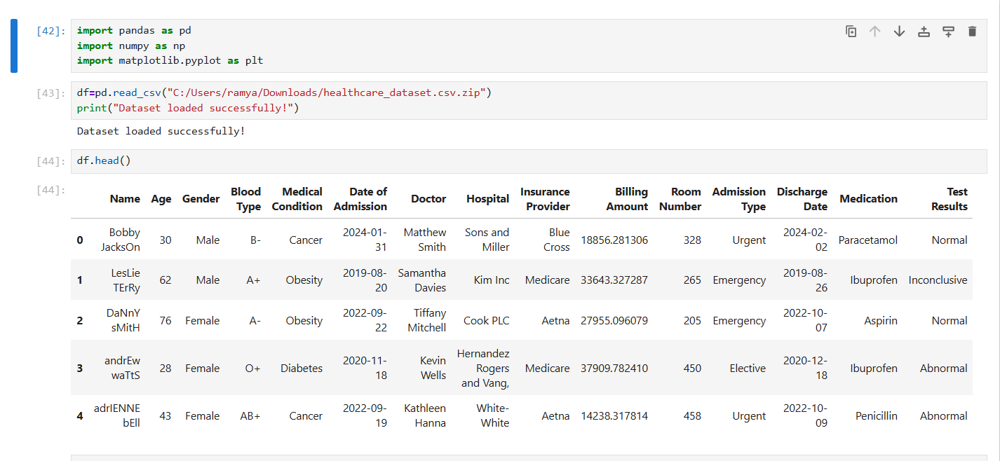 [42]: import pandas as pd
import numpy as np
import matplotlib.pyplot as plt
[43]: df=pd.read_csv("C:/Users/ramya/Downloads/healthcare_dataset.csv.zip")
print("Dataset loaded successfully!")
Dataset loaded successfully!
[44]: df.head()
[44]:
Name Age Gender Blood Type Medical Condition Date of Admission Doctor Hospital Insurance Provider Billing Amount Room Number Admission Type Discharge Date Medication Test Results
0 Bobby JacksOn 30 Male B- Cancer 2024-01-31 Matthew Smith Sons and Miller Blue Cross 18856.281306 328 Urgent 2024-02-02 Paracetamol Normal
1 LesLie TErRy 62 Male A+ Obesity 2019-08-20 Samantha Davies Kim Inc Medicare 33643.327287 265 Emergency 2019-08-26 Ibuprofen Inconclusive
2 DaNnY sMitH 76 Female A- Obesity 2022-09-22 Tiffany Mitchell Cook PLC Aetna 27955.096079 205 Emergency 2022-10-07 Aspirin Normal
3 andrEw waTtS 28 Female O+ Diabetes 2020-11-18 Kevin Wells Hernandez Rogers and Vang, Medicare 37909.782410 450 Elective 2020-12-18 Ibuprofen Abnormal
4 adrIENNE bEll 43 Female AB+ Cancer 2022-09-19 Kathleen Hanna White-White Aetna 14238.317814 458 Urgent 2022-10-09 Penicillin Abnormal